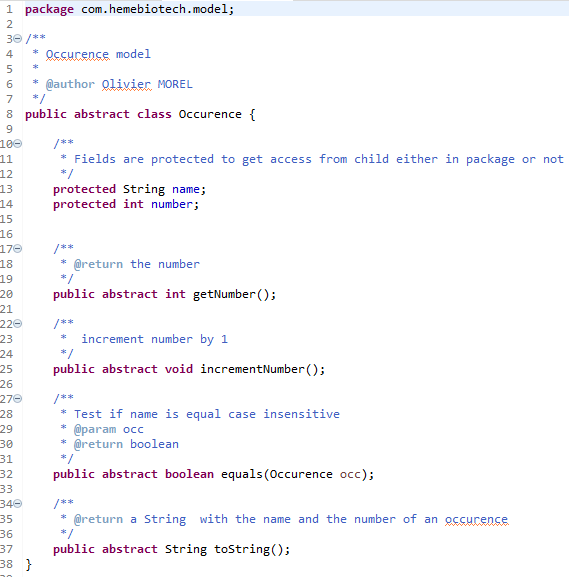 1 package com.hemebiotech.model;
2
3 /**
4 * Occurence model
5 *
6 * @author Olivier MOREL
7 */
8 public abstract class Occurence {
9
10 /**
11 * Fields are protected to get access from child either in package or not
12 */
13 protected String name;
14 protected int number;
15
16
17 /**
18 * @return the number
19 */
20 public abstract int getNumber();
21
22 /**
23 *  increment number by 1
24 */
25 public abstract void incrementNumber();
26
27 /**
28 * Test if name is equal case insensitive
29 * @param occ
30 * @return boolean
31 */
32 public abstract boolean equals(Occurence occ);
33
34 /**
35 * @return a String  with the name and the number of an occurence
36 */
37 public abstract String toString();
38 }